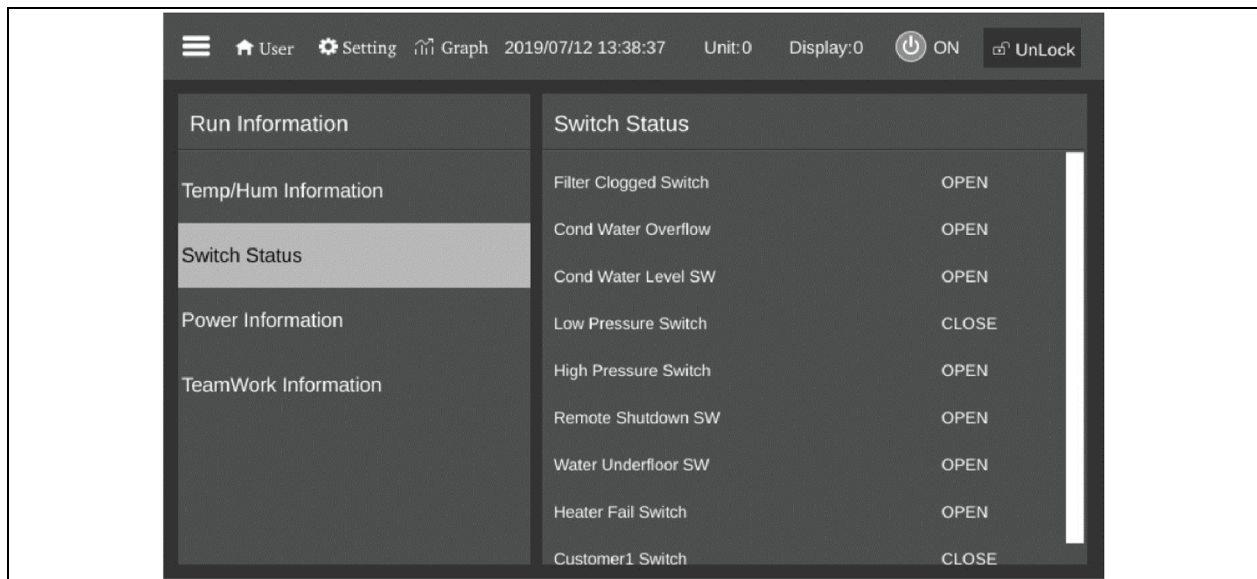 User Setting Graph 2019/07/12 13:38:37 Unit:0 Display:0 ON UnLock
Run Information
Temp/Hum Information
Switch Status
Power Information
TeamWork Information
Switch Status
Filter Clogged Switch OPEN
Cond Water Overflow OPEN
Cond Water Level SW OPEN
Low Pressure Switch CLOSE
High Pressure Switch OPEN
Remote Shutdown SW OPEN
Water Underfloor SW OPEN
Heater Fail Switch OPEN
Customer1 Switch CLOSE